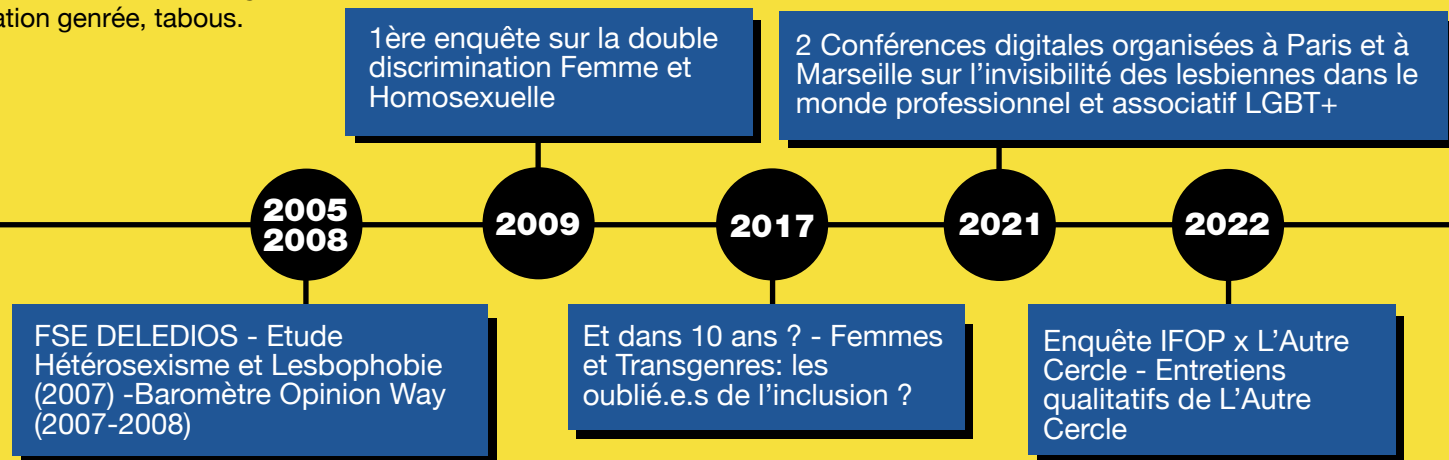 ation genrée, tabous.
1ère enquête sur la double
discrimination Femme et
Homosexuelle
2 Conférences digitales organisées à Paris et à
Marseille sur l'invisibilité des lesbiennes dans le
monde professionnel et associatif LGBT+
2005
2008
2009
2017
2021
2022
FSE DELEDIOS - Etude
Hétérosexisme et Lesbophobie
(2007) -Baromètre Opinion Way
(2007-2008)
Et dans 10 ans ? - Femmes
et Transgenres: les
oublié.e.s de l'inclusion ?
Enquête IFOP x L'Autre
Cercle - Entretiens
qualitatifs de L'Autre
Cercle